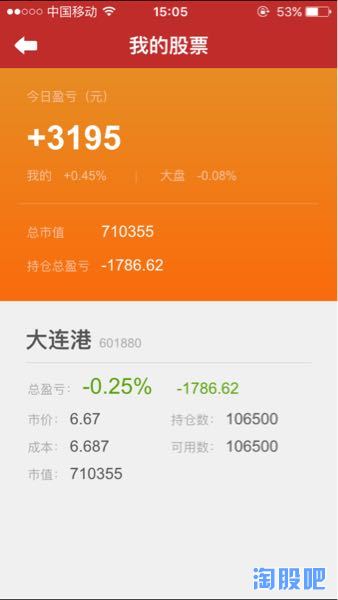 中国移动 15:05 53%
我的股票
今日盈亏（元）
+3195
我的 +0.45% 大盘 -0.08%
总市值 710355
持仓总盈亏 -1786.62
大连港 601880
总盈亏： -0.25% -1786.62
市价： 6.67 持仓数： 106500
成本： 6.687 可用数： 106500
市值： 710355
淘股吧